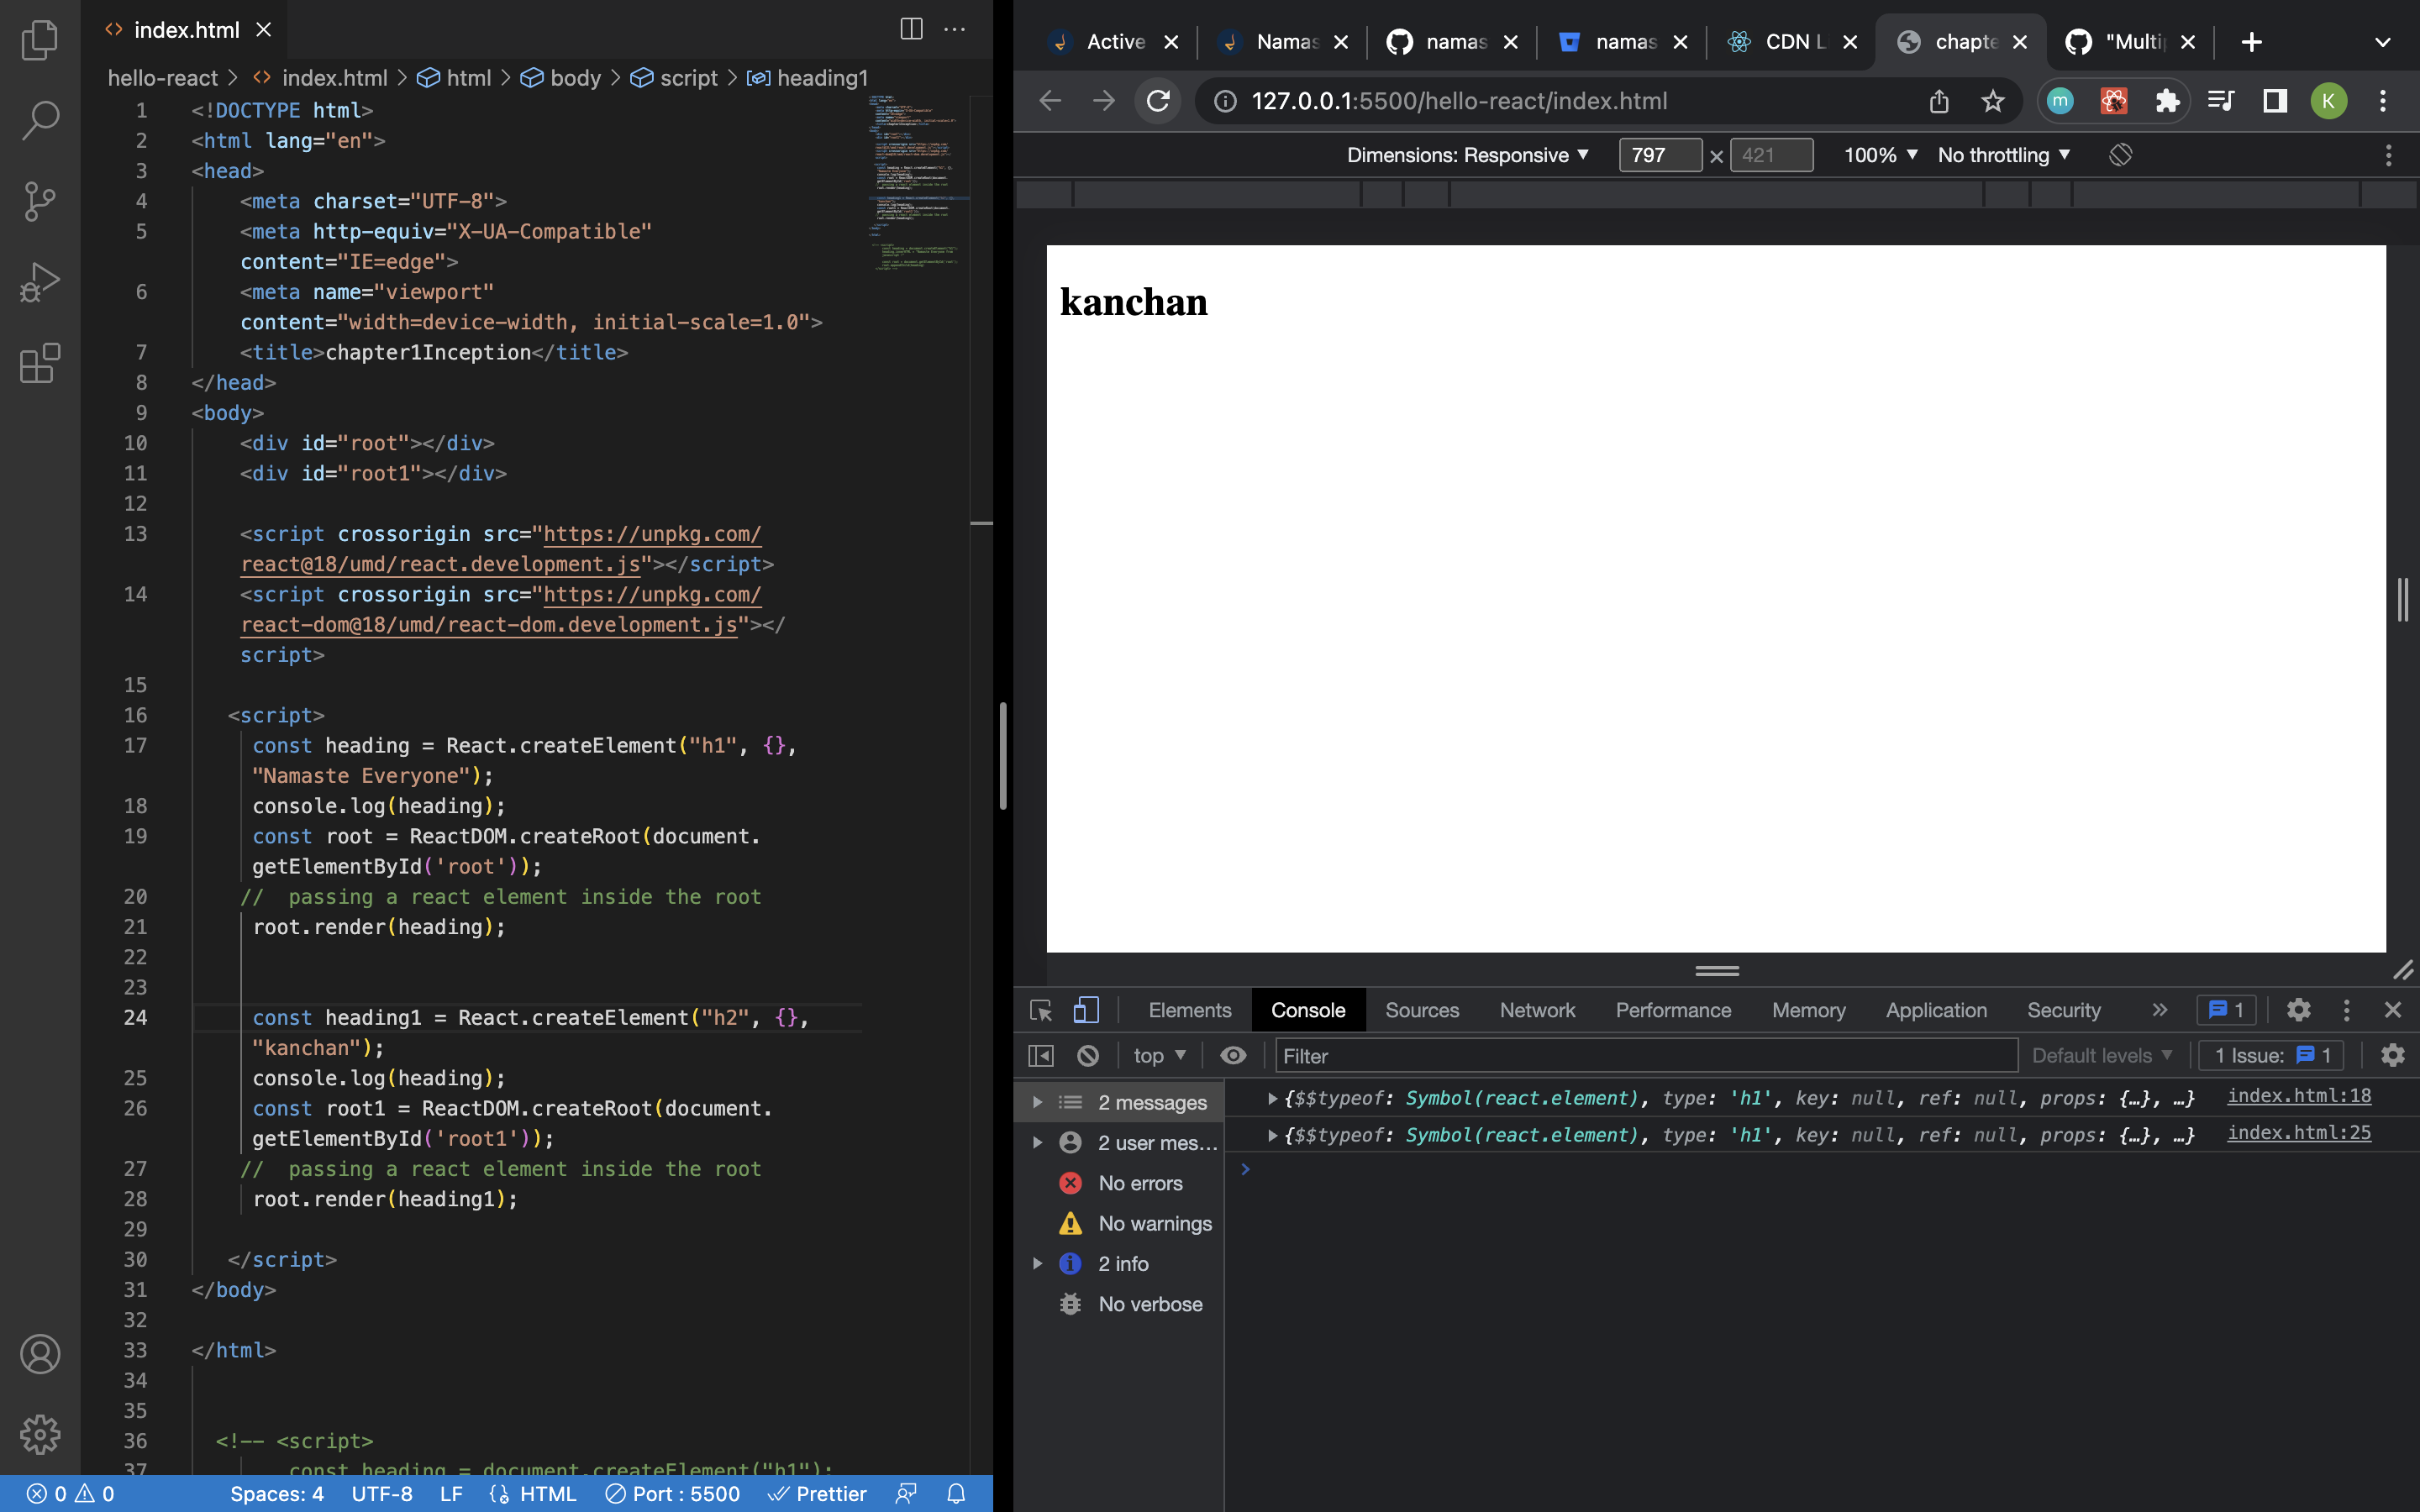 index.html
hello-react > index.html > html > body > script > heading1
1 <!DOCTYPE html>
2 <html lang="en">
3 <head>
4 <meta charset="UTF-8">
5 <meta http-equiv="X-UA-Compatible"
content="IE=edge">
6 <meta name="viewport"
content="width=device-width, initial-scale=1.0">
7 <title>chapter1Inception</title>
8 </head>
9 <body>
10 <div id="root"></div>
11 <div id="root1"></div>
12
13 <script crossorigin src="https://unpkg.com/
react@18/umd/react.development.js"></script>
14 <script crossorigin src="https://unpkg.com/
react-dom@18/umd/react-dom.development.js"></
script>
15
16 <script>
17 const heading = React.createElement("h1", {},
"Namaste Everyone");
18 console.log(heading);
19 const root = ReactDOM.createRoot(document.
getElementById('root'));
20 // passing a react element inside the root
21 root.render(heading);
22
23
24 const heading1 = React.createElement("h2", {},
"kanchan");
25 console.log(heading);
26 const root1 = ReactDOM.createRoot(document.
getElementById('root1'));
27 // passing a react element inside the root
28 root.render(heading1);
29
30 </script>
31 </body>
32
33 </html>
34
35
36 <!-- <script>
37 const heading = document.createElement("h1");
0 0 Spaces: 4 UTF-8 LF HTML Port : 5500 Prettier
Active Namas namas namas CDN Li chapte "Multi
127.0.0.1:5500/hello-react/index.html
m K
Dimensions: Responsive 797 × 421 100% No throttling
kanchan
Elements Console Sources Network Performance Memory Application Security » 1
top Filter Default levels 1 Issue: 1
2 messages
2 user mes...
No errors
No warnings
2 info
No verbose
{$$typeof: Symbol(react.element), type: 'h1', key: null, ref: null, props: {…}, …} index.html:18
{$$typeof: Symbol(react.element), type: 'h1', key: null, ref: null, props: {…}, …} index.html:25